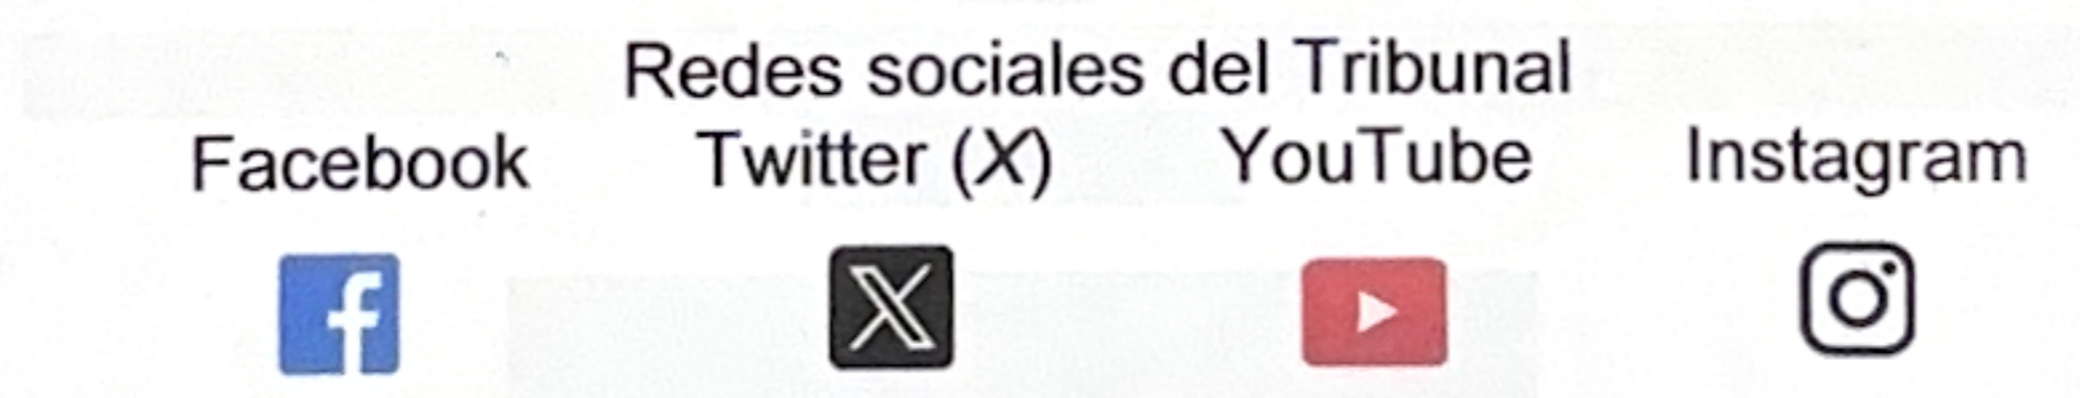 Redes sociales del Tribunal
Facebook Twitter (X) YouTube Instagram